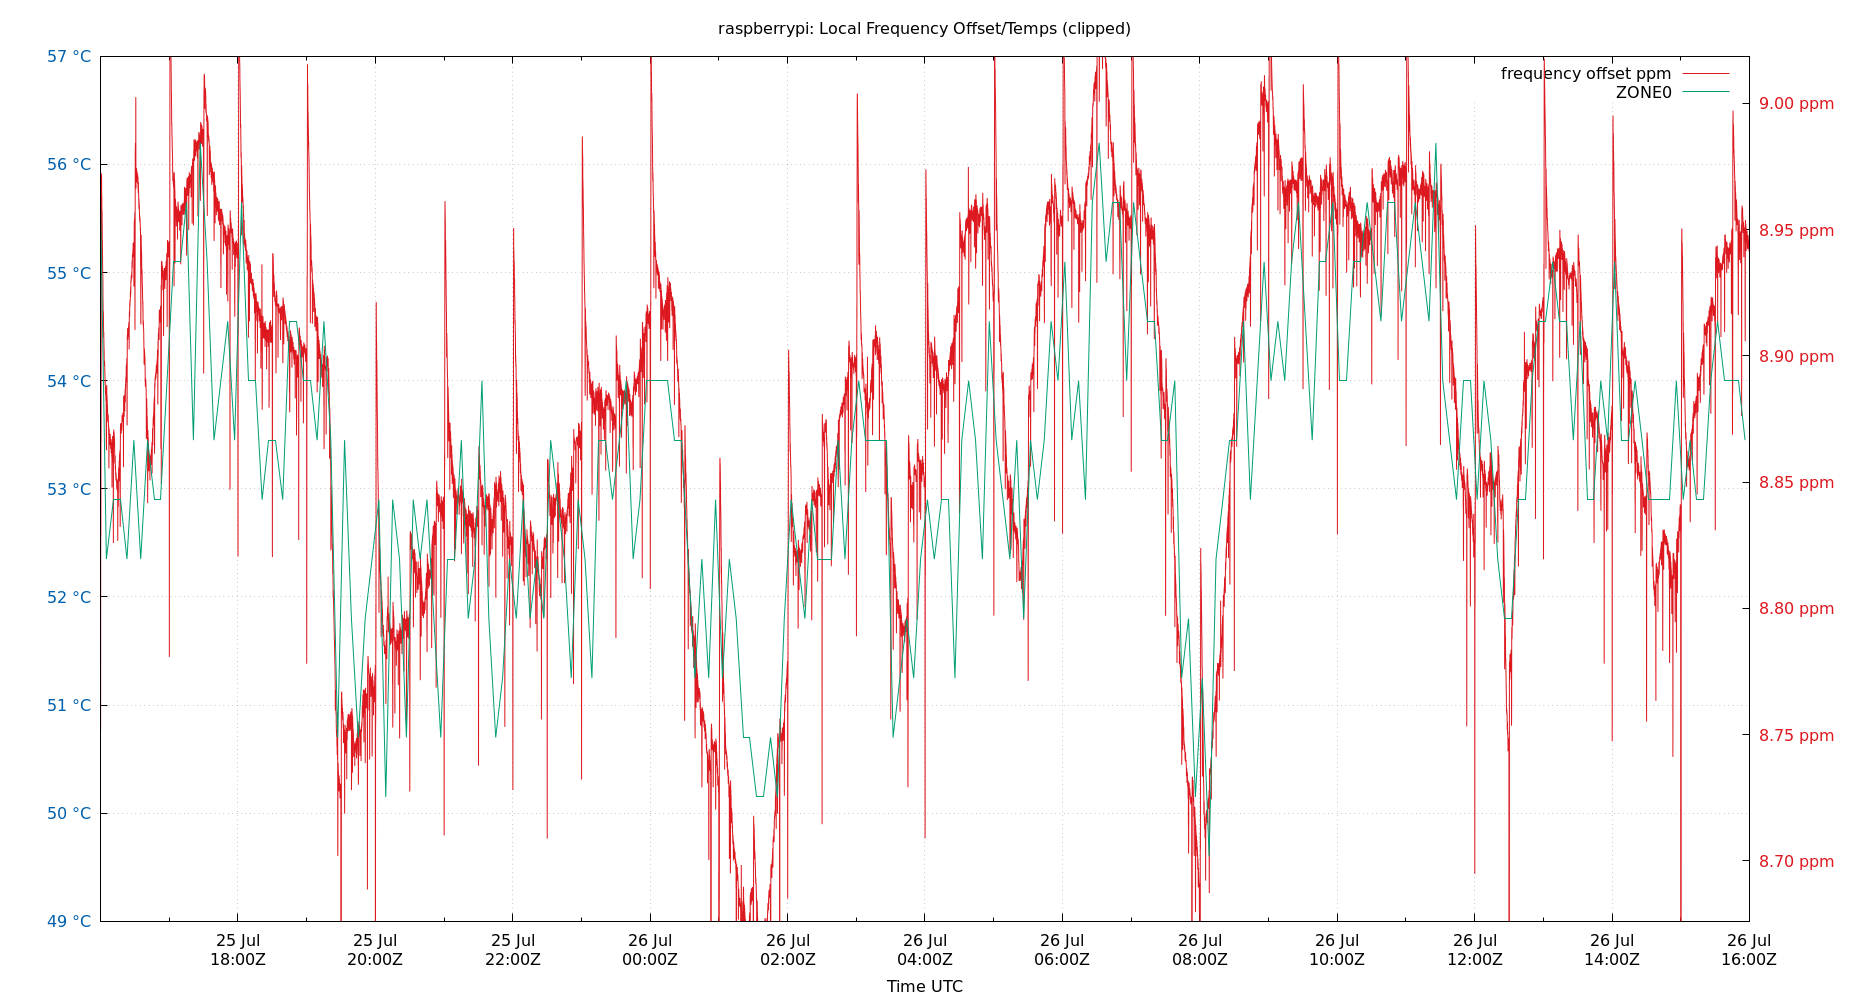 raspberrypi: Local Frequency Offset/Temps (clipped)
57 °C
56 °C
55 °C
54 °C
53 °C
52 °C
51 °C
50 °C
49 °C
frequency offset ppm
ZONE0
9.00 ppm
8.95 ppm
8.90 ppm
8.85 ppm
8.80 ppm
8.75 ppm
8.70 ppm
25 Jul
18:00Z
25 Jul
20:00Z
25 Jul
22:00Z
26 Jul
00:00Z
26 Jul
02:00Z
26 Jul
04:00Z
26 Jul
06:00Z
26 Jul
08:00Z
26 Jul
10:00Z
26 Jul
12:00Z
26 Jul
14:00Z
26 Jul
16:00Z
Time UTC